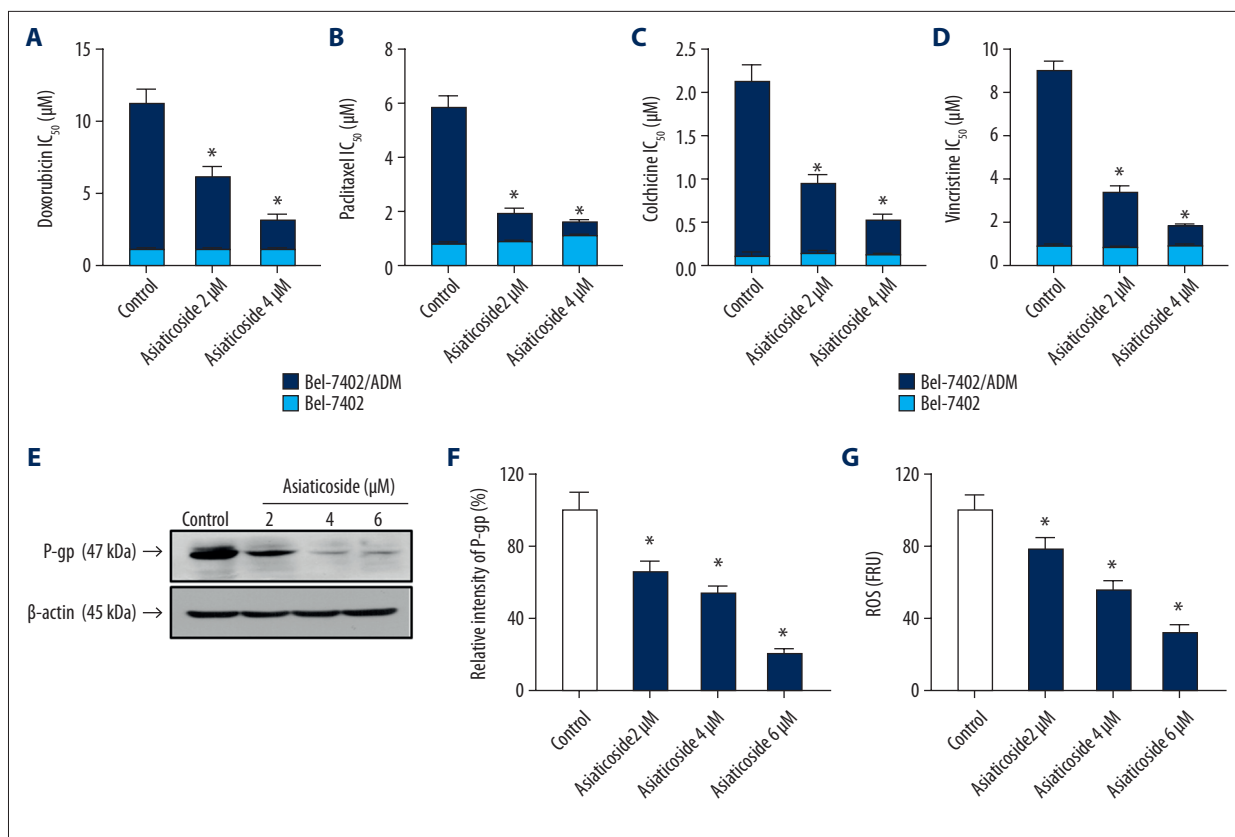 A
Doxorubicin IC50 (µM)
15
10
5
0
Control
Asiaticoside 2 µM
Asiaticoside 4 µM
*
*
B
Paclitaxel IC50 (µM)
8
6
4
2
0
Control
Asiaticoside2 µM
Asiaticoside 4 µM
*
*
C
Colchicine IC50 (µM)
2.5
2.0
1.5
1.0
0.5
0.0
Control
Asiaticoside 2 µM
Asiaticoside 4 µM
*
*
D
Vincristine IC50 (µM)
10
8
6
4
2
0
Control
Asiaticoside 2 µM
Asiaticoside 4 µM
*
*
Bel-7402/ADM
Bel-7402
Bel-7402/ADM
Bel-7402
E
Asiaticoside (µM)
Control 2 4 6
P-gp (47 kDa) →
β-actin (45 kDa) →
F
Relative intensity of P-gp (%)
120
80
40
0
Control
Asiaticoside2 µM
Asiaticoside 4 µM
Asiaticoside 6 µM
*
*
*
G
ROS (FRU)
120
80
40
0
Control
Asiaticoside2 µM
Asiaticoside 4 µM
Asiaticoside 6 µM
*
*
*